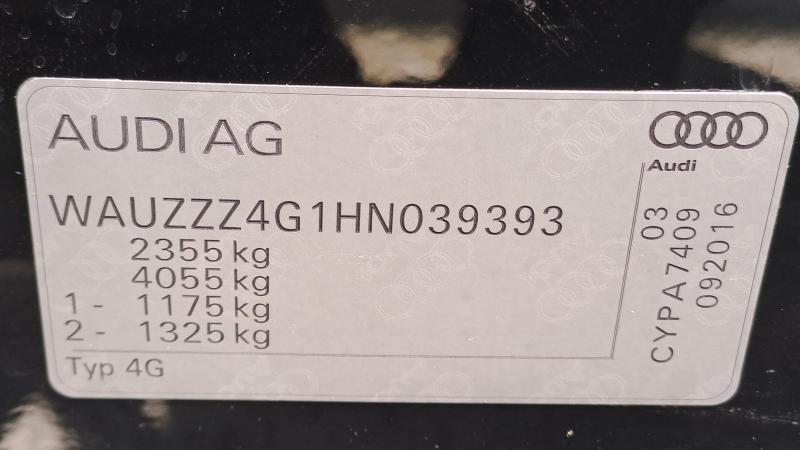 AUDI AG
Audi
WAUZZZ4G1HN039393
2355 kg
4055 kg
1 - 1175 kg
2 - 1325 kg
Typ 4G
03
CYPA7409
092016